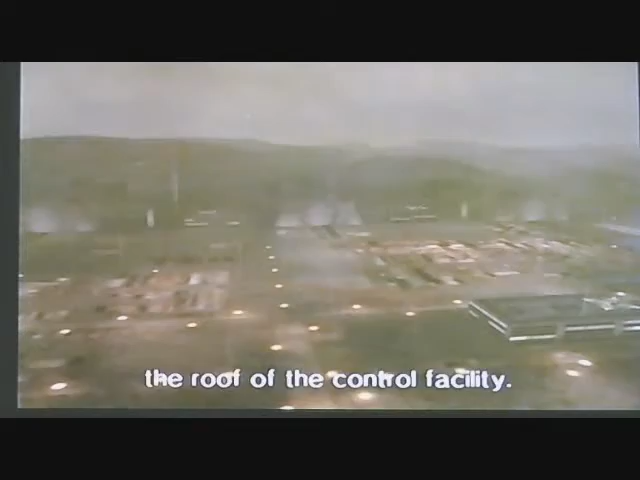 the roof of the control facility.